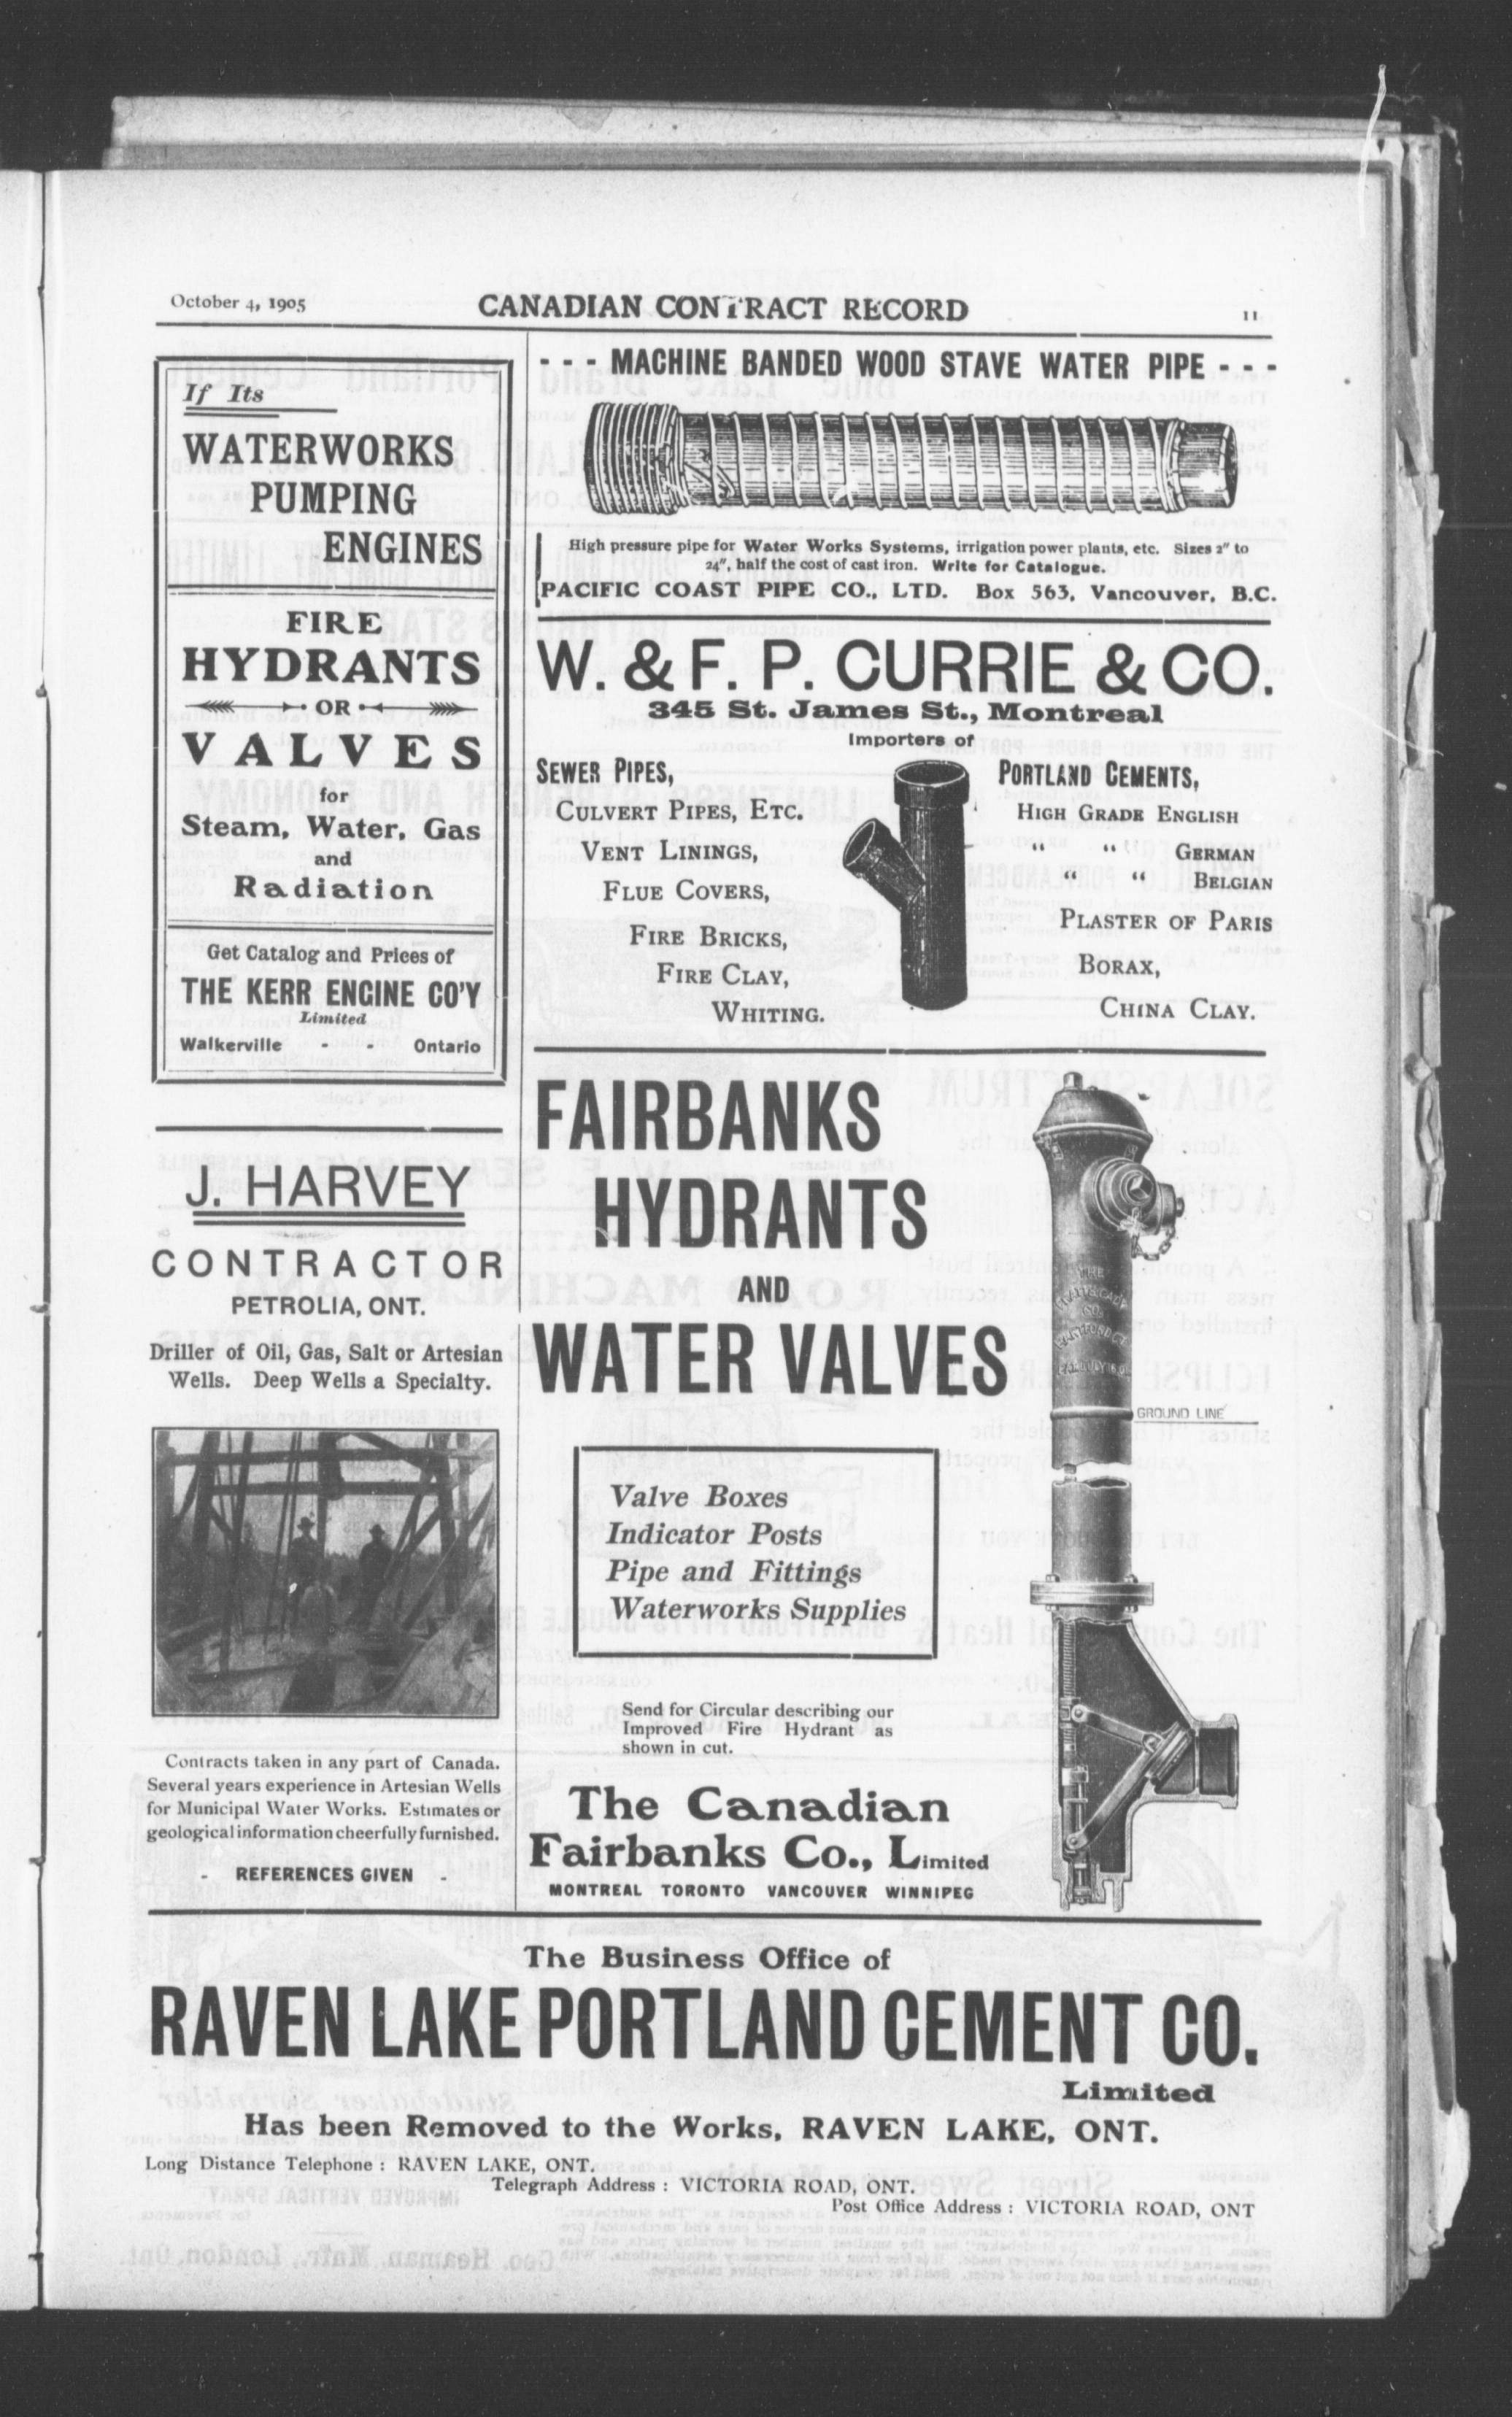 October 4, 1905
CANADIAN CONTRACT RECORD
11
If Its
WATERWORKS
PUMPING
ENGINES
FIRE
HYDRANTS
OR
VALVES
for
Steam, Water, Gas
and
Radiation
Get Catalog and Prices of
THE KERR ENGINE CO'Y
Limited
Walkerville - - Ontario
J. HARVEY
CONTRACTOR
PETROLIA, ONT.
Driller of Oil, Gas, Salt or Artesian
Wells. Deep Wells a Specialty.
Contracts taken in any part of Canada.
Several years experience in Artesian Wells
for Municipal Water Works. Estimates or
geological information cheerfully furnished.
- REFERENCES GIVEN -
- - - MACHINE BANDED WOOD STAVE WATER PIPE - - -
High pressure pipe for Water Works Systems, irrigation power plants, etc. Sizes 2" to
24", half the cost of cast iron. Write for Catalogue.
PACIFIC COAST PIPE CO., LTD. Box 563, Vancouver, B.C.
W. & F. P. CURRIE & CO.
345 St. James St., Montreal
Importers of
SEWER PIPES,
CULVERT PIPES, ETC.
VENT LININGS,
FLUE COVERS,
FIRE BRICKS,
FIRE CLAY,
WHITING.
PORTLAND CEMENTS,
HIGH GRADE ENGLISH
" " GERMAN
" " BELGIAN
PLASTER OF PARIS
BORAX,
CHINA CLAY.
FAIRBANKS
HYDRANTS
AND
WATER VALVES
GROUND LINE
Valve Boxes
Indicator Posts
Pipe and Fittings
Waterworks Supplies
Send for Circular describing our
Improved Fire Hydrant as
shown in cut.
The Canadian
Fairbanks Co., Limited
MONTREAL TORONTO VANCOUVER WINNIPEG
The Business Office of
RAVEN LAKE PORTLAND CEMENT CO.
Limited
Has been Removed to the Works, RAVEN LAKE, ONT.
Long Distance Telephone : RAVEN LAKE, ONT.
Telegraph Address : VICTORIA ROAD, ONT.
Post Office Address : VICTORIA ROAD, ONT